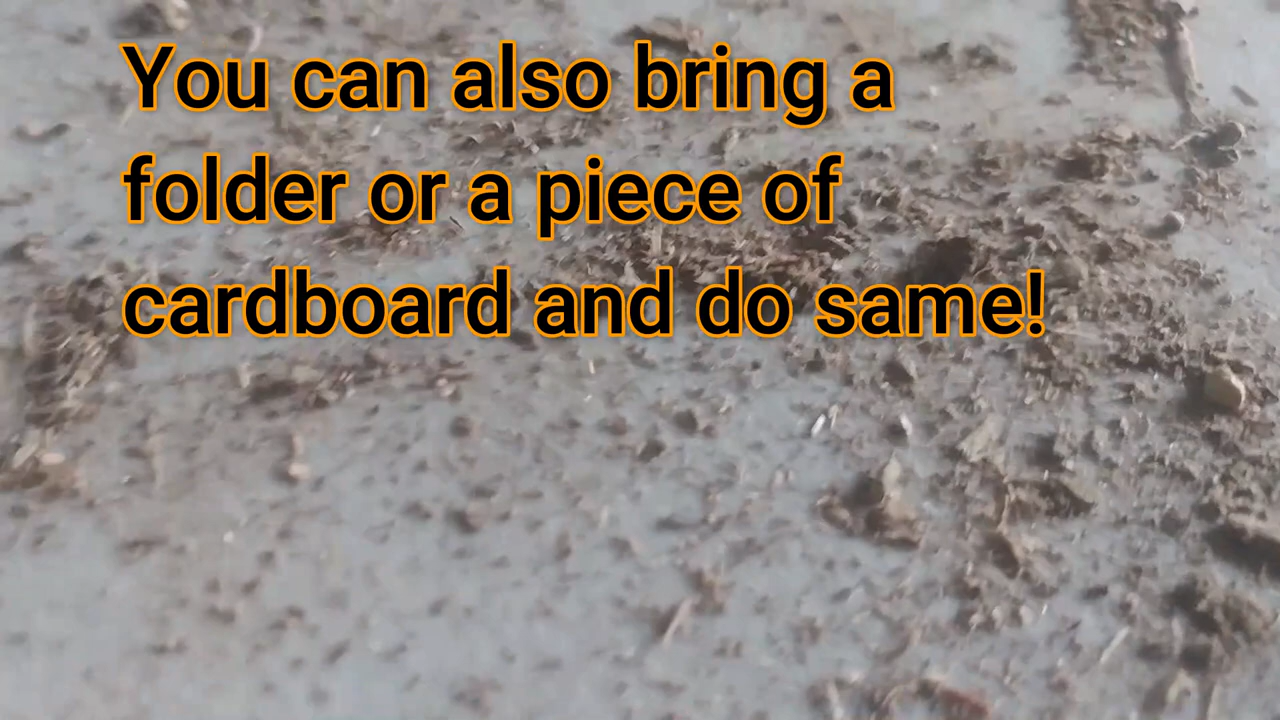 You can also bring a
folder or a piece of
cardboard and do same!